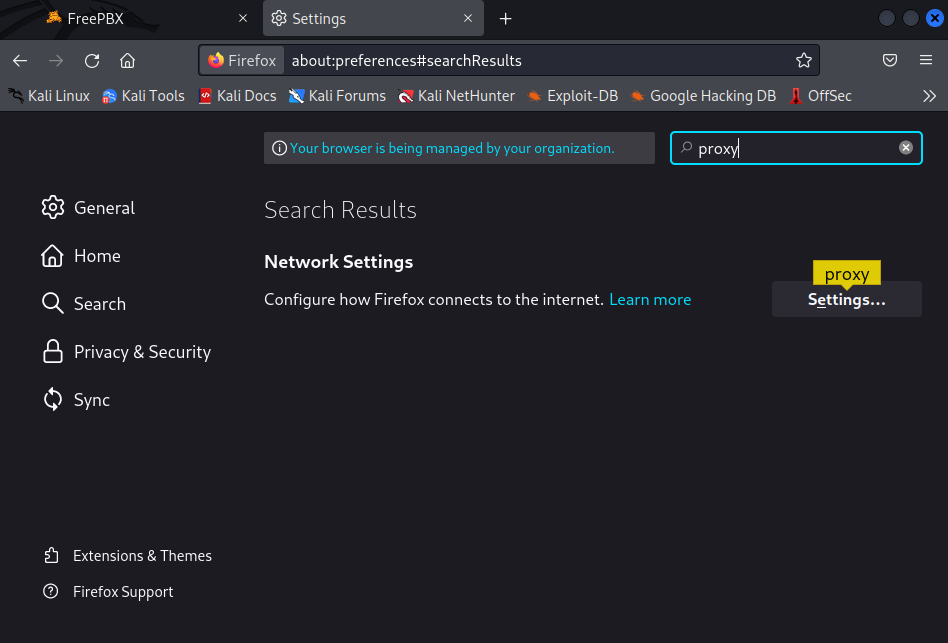 FreePBX
Settings
Firefox about:preferences#searchResults
Kali Linux Kali Tools Kali Docs Kali Forums Kali NetHunter Exploit-DB Google Hacking DB OffSec
Your browser is being managed by your organization.
proxy
General
Home
Search
Privacy & Security
Sync
Extensions & Themes
Firefox Support
Search Results
Network Settings
Configure how Firefox connects to the internet. Learn more
proxy
Settings...